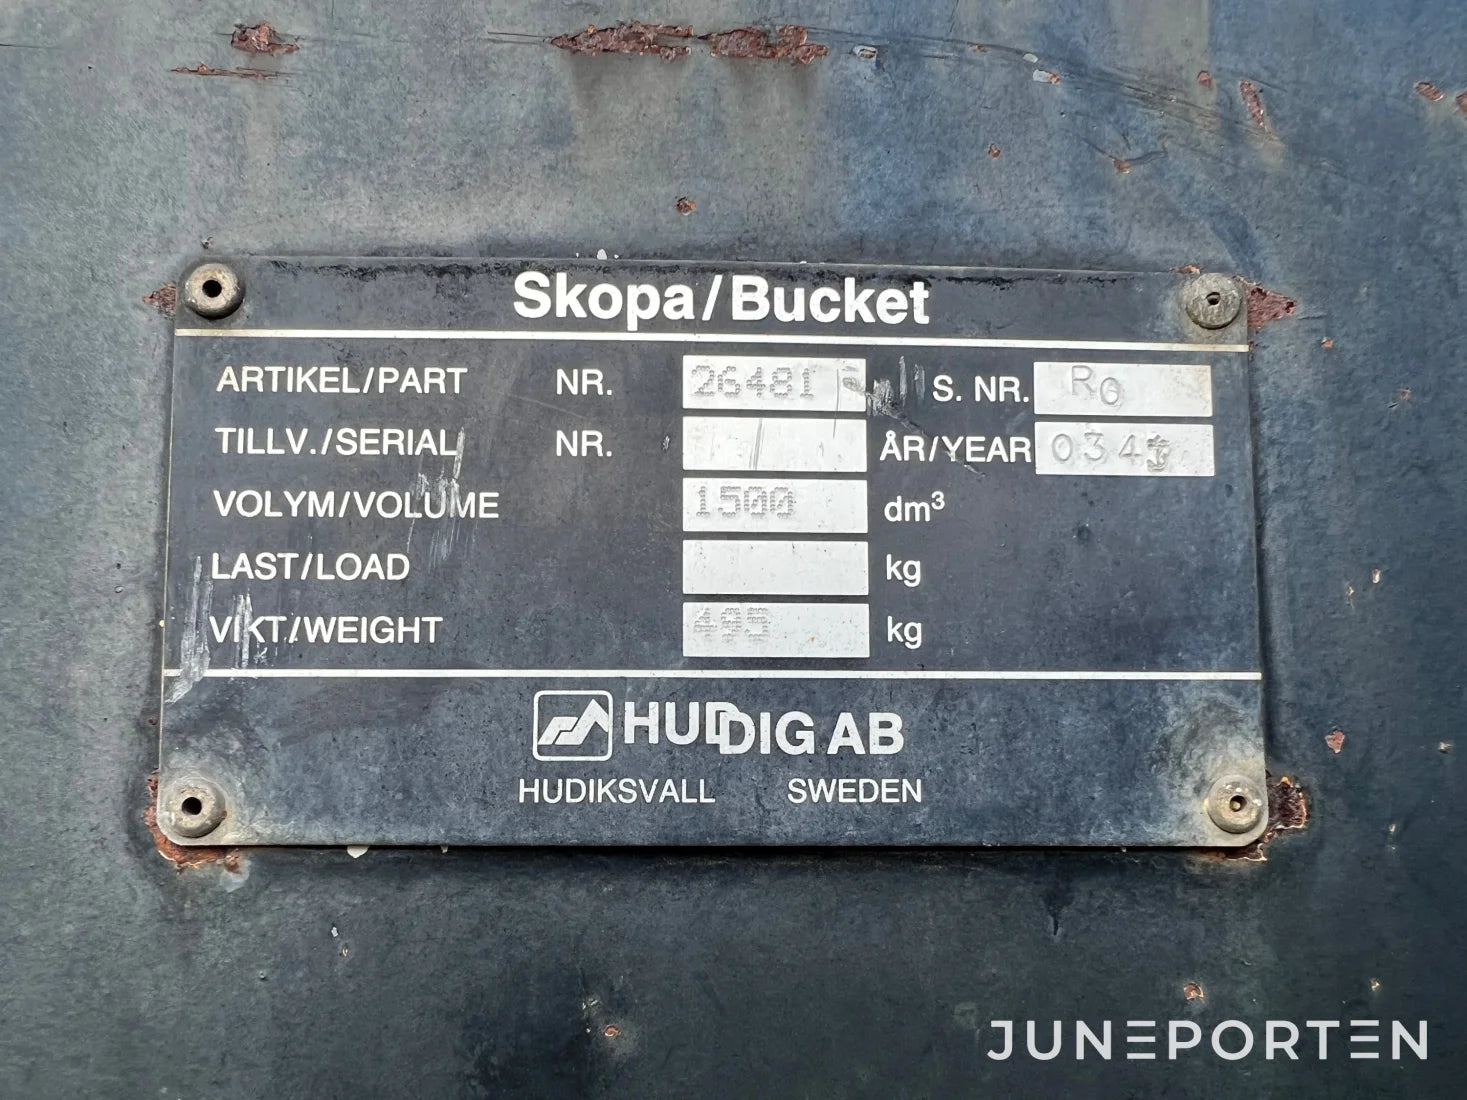 Skopa/Bucket
ARTIKEL/PART NR. 26481 S. NR. R0
TILLV./SERIAL NR. ÅR/YEAR
VOLYM/VOLUME 1500 dm³
LAST/LOAD kg
VIKT./WEIGHT kg
HUDDIG AB
HUDIKSVALL SWEDEN
JUNEPORTEN